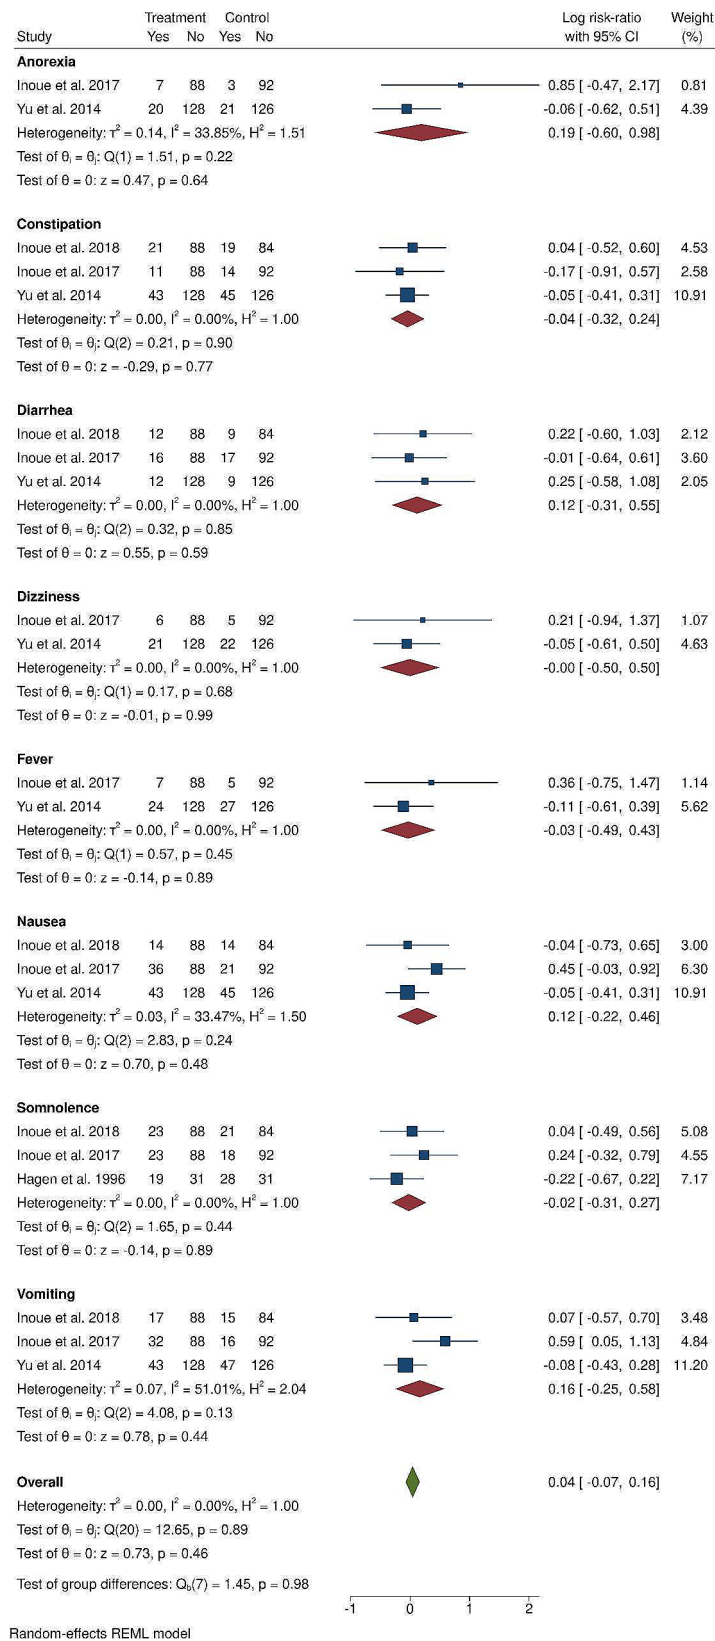 Treatment Control Log risk-ratio Weight
Study Yes No Yes No with 95% CI (%)
Anorexia
Inoue et al. 2017 7 88 3 92 0.85 [ -0.47, 2.17] 0.81
Yu et al. 2014 20 128 21 126 -0.06 [ -0.62, 0.51] 4.39
Heterogeneity: τ² = 0.14, I² = 33.85%, H² = 1.51 0.19 [ -0.60, 0.98]
Test of θᵢ = θⱼ: Q(1) = 1.51, p = 0.22
Test of θ = 0: z = 0.47, p = 0.64
Constipation
Inoue et al. 2018 21 88 19 84 0.04 [ -0.52, 0.60] 4.53
Inoue et al. 2017 11 88 14 92 -0.17 [ -0.91, 0.57] 2.58
Yu et al. 2014 43 128 45 126 -0.05 [ -0.41, 0.31] 10.91
Heterogeneity: τ² = 0.00, I² = 0.00%, H² = 1.00 -0.04 [ -0.32, 0.24]
Test of θᵢ = θⱼ: Q(2) = 0.21, p = 0.90
Test of θ = 0: z = -0.29, p = 0.77
Diarrhea
Inoue et al. 2018 12 88 9 84 0.22 [ -0.60, 1.03] 2.12
Inoue et al. 2017 16 88 17 92 -0.01 [ -0.64, 0.61] 3.60
Yu et al. 2014 12 128 9 126 0.25 [ -0.58, 1.08] 2.05
Heterogeneity: τ² = 0.00, I² = 0.00%, H² = 1.00 0.12 [ -0.31, 0.55]
Test of θᵢ = θⱼ: Q(2) = 0.32, p = 0.85
Test of θ = 0: z = 0.55, p = 0.59
Dizziness
Inoue et al. 2017 6 88 5 92 0.21 [ -0.94, 1.37] 1.07
Yu et al. 2014 21 128 22 126 -0.05 [ -0.61, 0.50] 4.63
Heterogeneity: τ² = 0.00, I² = 0.00%, H² = 1.00 -0.00 [ -0.50, 0.50]
Test of θᵢ = θⱼ: Q(1) = 0.17, p = 0.68
Test of θ = 0: z = -0.01, p = 0.99
Fever
Inoue et al. 2017 7 88 5 92 0.36 [ -0.75, 1.47] 1.14
Yu et al. 2014 24 128 27 126 -0.11 [ -0.61, 0.39] 5.62
Heterogeneity: τ² = 0.00, I² = 0.00%, H² = 1.00 -0.03 [ -0.49, 0.43]
Test of θᵢ = θⱼ: Q(1) = 0.57, p = 0.45
Test of θ = 0: z = -0.14, p = 0.89
Nausea
Inoue et al. 2018 14 88 14 84 -0.04 [ -0.73, 0.65] 3.00
Inoue et al. 2017 36 88 21 92 0.45 [ -0.03, 0.92] 6.30
Yu et al. 2014 43 128 45 126 -0.05 [ -0.41, 0.31] 10.91
Heterogeneity: τ² = 0.03, I² = 33.47%, H² = 1.50 0.12 [ -0.22, 0.46]
Test of θᵢ = θⱼ: Q(2) = 2.83, p = 0.24
Test of θ = 0: z = 0.70, p = 0.48
Somnolence
Inoue et al. 2018 23 88 21 84 0.04 [ -0.49, 0.56] 5.08
Inoue et al. 2017 23 88 18 92 0.24 [ -0.32, 0.79] 4.55
Hagen et al. 1996 19 31 28 31 -0.22 [ -0.67, 0.22] 7.17
Heterogeneity: τ² = 0.00, I² = 0.00%, H² = 1.00 -0.02 [ -0.31, 0.27]
Test of θᵢ = θⱼ: Q(2) = 1.65, p = 0.44
Test of θ = 0: z = -0.14, p = 0.89
Vomiting
Inoue et al. 2018 17 88 15 84 0.07 [ -0.57, 0.70] 3.48
Inoue et al. 2017 32 88 16 92 0.59 [ 0.05, 1.13] 4.84
Yu et al. 2014 43 128 47 126 -0.08 [ -0.43, 0.28] 11.20
Heterogeneity: τ² = 0.07, I² = 51.01%, H² = 2.04 0.16 [ -0.25, 0.58]
Test of θᵢ = θⱼ: Q(2) = 4.08, p = 0.13
Test of θ = 0: z = 0.78, p = 0.44
Overall 0.04 [ -0.07, 0.16]
Heterogeneity: τ² = 0.00, I² = 0.00%, H² = 1.00
Test of θᵢ = θⱼ: Q(20) = 12.65, p = 0.89
Test of θ = 0: z = 0.73, p = 0.46
Test of group differences: Q_b(7) = 1.45, p = 0.98
-1 0 1 2
Random-effects REML model